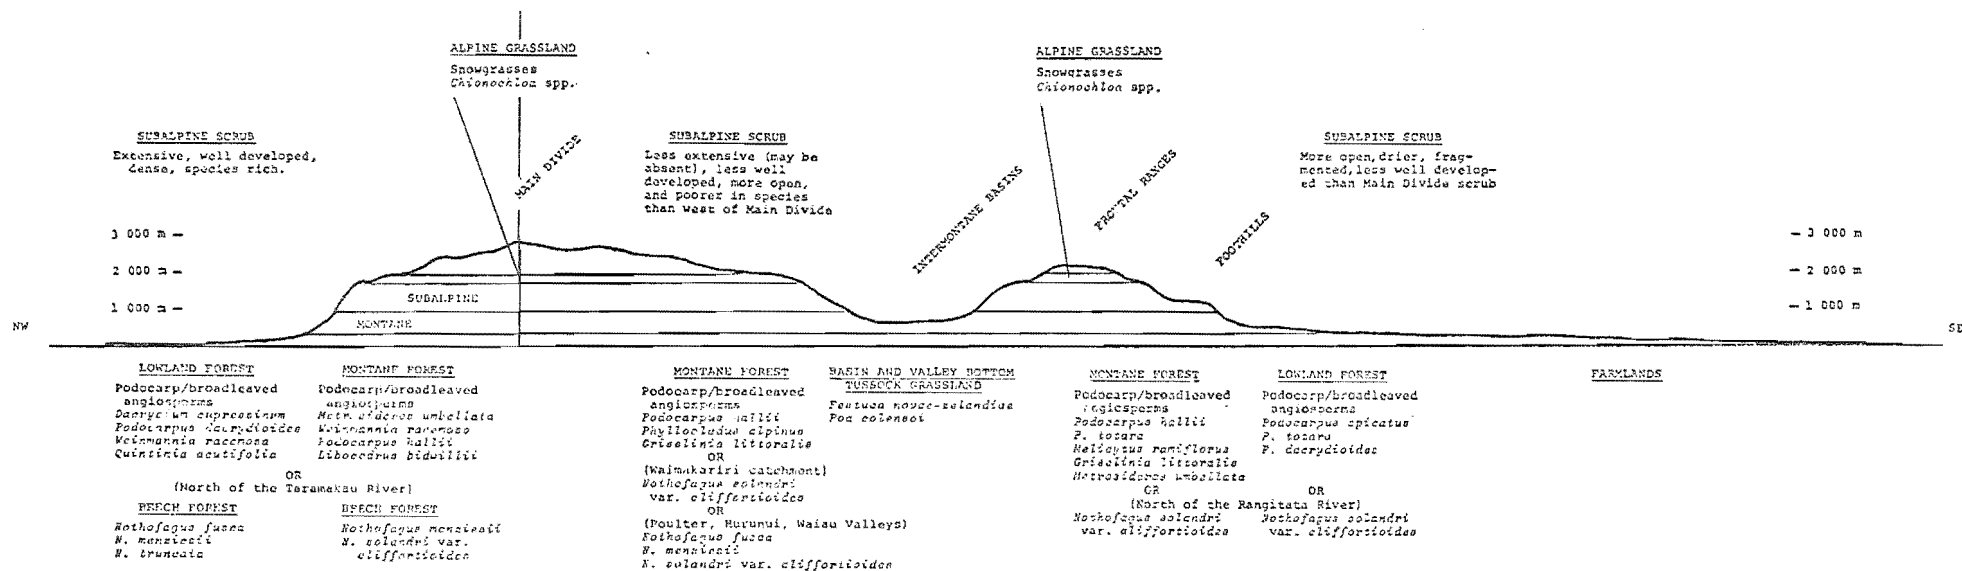 ALPINE GRASSLAND
Snowgrasses
Chionochloa spp.
ALPINE GRASSLAND
Snowgrasses
Chionochloa spp.
SUBALPINE SCRUB
Extensive, well developed,
dense, species rich.
MAIN DIVIDE
SUBALPINE SCRUB
Less extensive (may be
absent), less well
developed, more open,
and poorer in species
than west of Main Divide
INTERMONTANE BASINS
FRONTAL RANGES
FOOTHILLS
SUBALPINE SCRUB
More open, drier, frag-
mented, less well develop-
ed than Main Divide scrub
3 000 m
2 000 m
1 000 m
3 000 m
2 000 m
1 000 m
SUBALPINE
MONTANE
NW
SE
LOWLAND FOREST
Podocarp/broadleaved
angiosperms
Dacrydium cupressinum
Podocarpus dacrydioides
Weinmannia racemosa
Quintinia acutifolia
MONTANE FOREST
Podocarp/broadleaved
angiosperms
Metrosideros umbellata
Weinmannia racemosa
Podocarpus hallii
Libocedrus bidwillii
OR
(North of the Taramakau River)
BEECH FOREST
Nothofagus fusca
N. menziesii
N. truncata
BEECH FOREST
Nothofagus menziesii
N. solandri var.
cliffortioides
MONTANE FOREST
Podocarp/broadleaved
angiosperms
Podocarpus hallii
Phyllocladus alpinus
Griselinia littoralis
OR
(Waimakariri catchment)
Nothofagus solandri
var. cliffortioides
OR
(Poulter, Hurunui, Waiau Valleys)
Nothofagus fusca
N. menziesii
N. solandri var. cliffortioides
BASIN AND VALLEY BOTTOM
TUSSOCK GRASSLAND
Festuca novae-zelandiae
Poa colensoi
MONTANE FOREST
Podocarp/broadleaved
angiosperms
Podocarpus hallii
P. totara
Melicytus ramiflorus
Griselinia littoralis
Metrosideros umbellata
LOWLAND FOREST
Podocarp/broadleaved
angiosperms
Podocarpus spicatus
P. totara
P. dacrydioides
OR OR
(North of the Rangitata River)
Nothofagus solandri
var. cliffortioides
Nothofagus solandri
var. cliffortioides
FARMLANDS